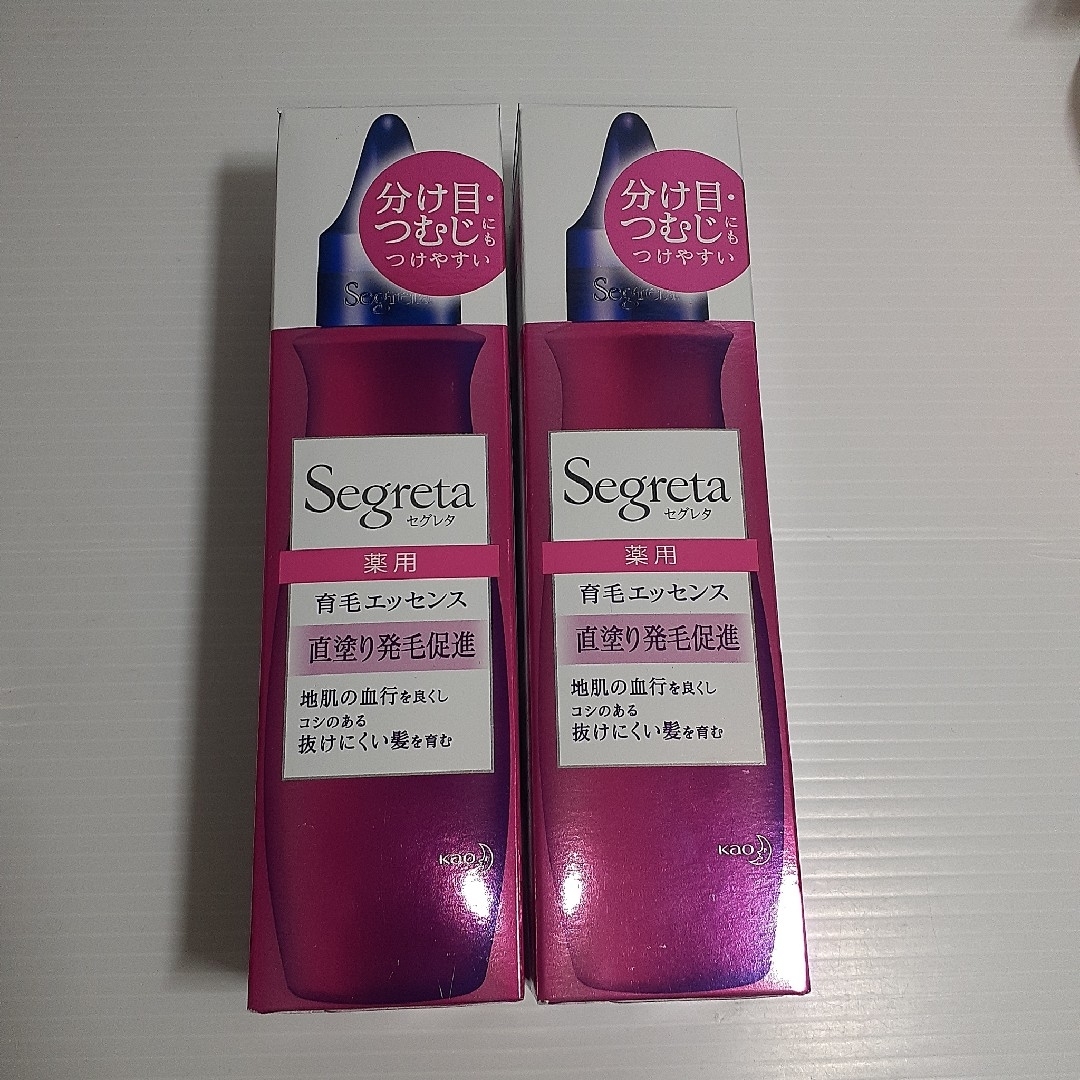 分け目・
つむじにも
つけやすい
Segreta
Segreta
セグレタ
薬用
育毛エッセンス
直塗り発毛促進
地肌の血行を良くし
コシのある
抜けにくい髪を育む
Kao
分け目・
つむじにも
つけやすい
Segreta
Segreta
セグレタ
薬用
育毛エッセンス
直塗り発毛促進
地肌の血行を良くし
コシのある
抜けにくい髪を育む
Kao